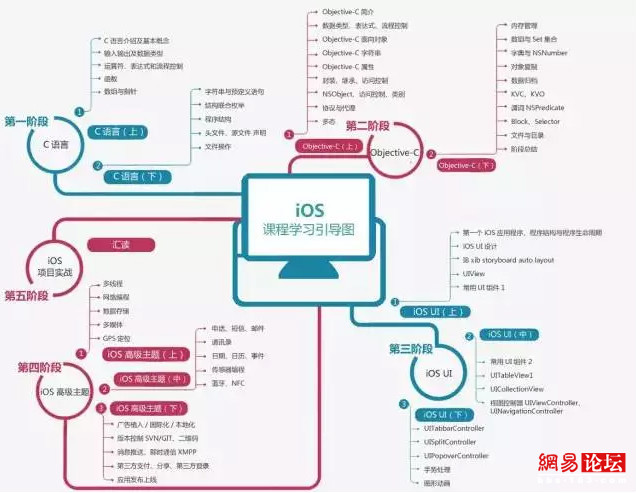 iOS
课程学习引导图
第一阶段
C 语言
C 语言（上）
1
C 语言介绍及基本概念
输入输出及数据类型
运算符、表达式和流程控制
函数
数组与指针
C 语言（下）
2
字符串与预定义语句
结构联合枚举
程序结构
头文件、源文件 声明
文件操作
第二阶段
Objective-C
Objective-C（上）
1
Objective-C 简介
数据类型、表达式、流程控制
Objective-C 面向对象
Objective-C 字符串
Objective-C 属性
封装、继承、访问控制
NSObject、访问控制、类别
协议与代理
多态
Objective-C（下）
2
内存管理
数组与 Set 集合
字典与 NSNumber
对象复制
数据归档
KVC、KVO
谓词 NSPredicate
Block、Selector
文件与目录
阶段总结
第三阶段
iOS UI
iOS UI（上）
1
第一个 iOS 应用程序、程序结构与程序生命周期
iOS UI 设计
IB xib storyboard auto layout
UIView
常用 UI 组件 1
iOS UI（中）
2
常用 UI 组件 2
UITableView1
UICollectionView
视图控制器 UIViewController、
UINavigationController
iOS UI（下）
3
UITabbarController
UISplitController
UIPopoverController
手势处理
图形动画
第四阶段
iOS 高级主题
iOS 高级主题（上）
1
多线程
网络编程
数据存储
多媒体
GPS 定位
iOS 高级主题（中）
2
电话、短信、邮件
通讯录
日期、日历、事件
传感器编程
蓝牙、NFC
iOS 高级主题（下）
3
广告植入 / 国际化 / 本地化
版本控制 SVN/GIT、二维码
消息推送、即时通信 XMPP
第三方支付、分享、第三方登录
应用发布上线
第五阶段
iOS
项目实战
汇读
網易论坛